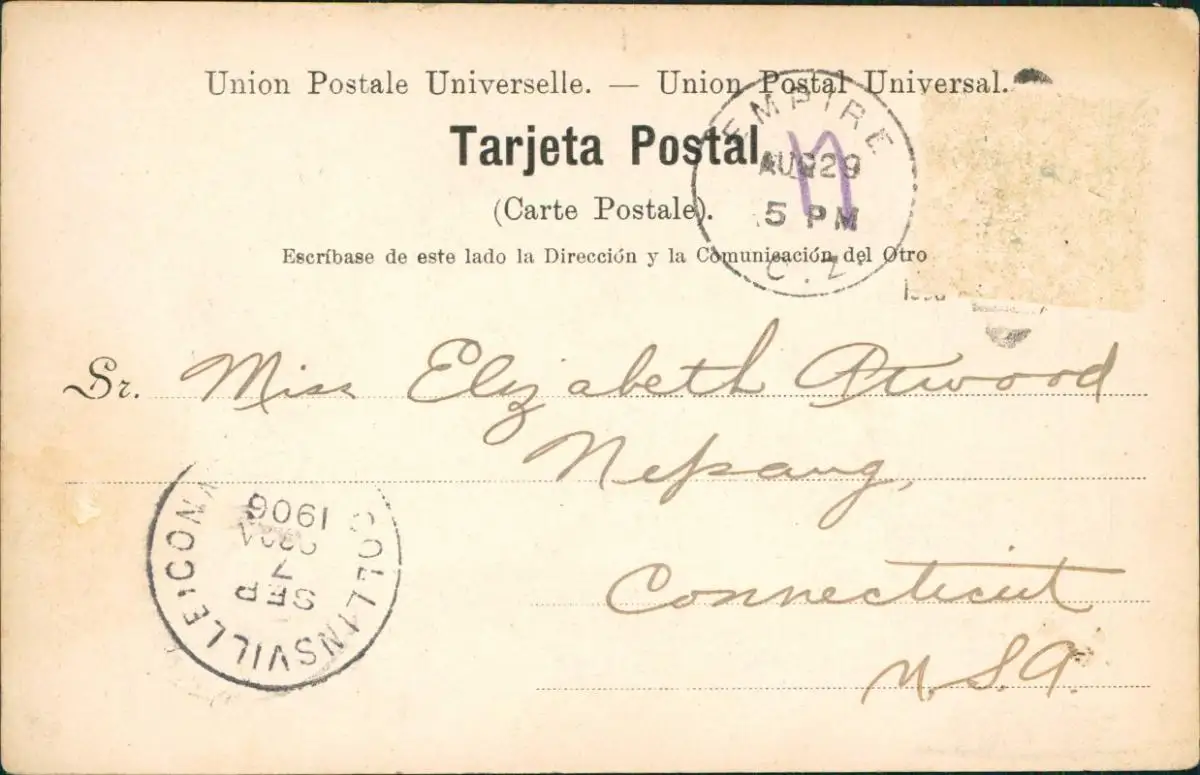 Union Postale Universelle. — Union Postal Universal.
Tarjeta Postal
(Carte Postale).
Escríbase de este lado la Dirección y la Comunicación del Otro
EMPIRE
AUG 29
5 PM
C.Z.
n
Sr. Miss Elizabeth Atwood
Nepaug,
Connecticut
U.S.A.
COLLINSVILLE CONN
SEP
7
1906